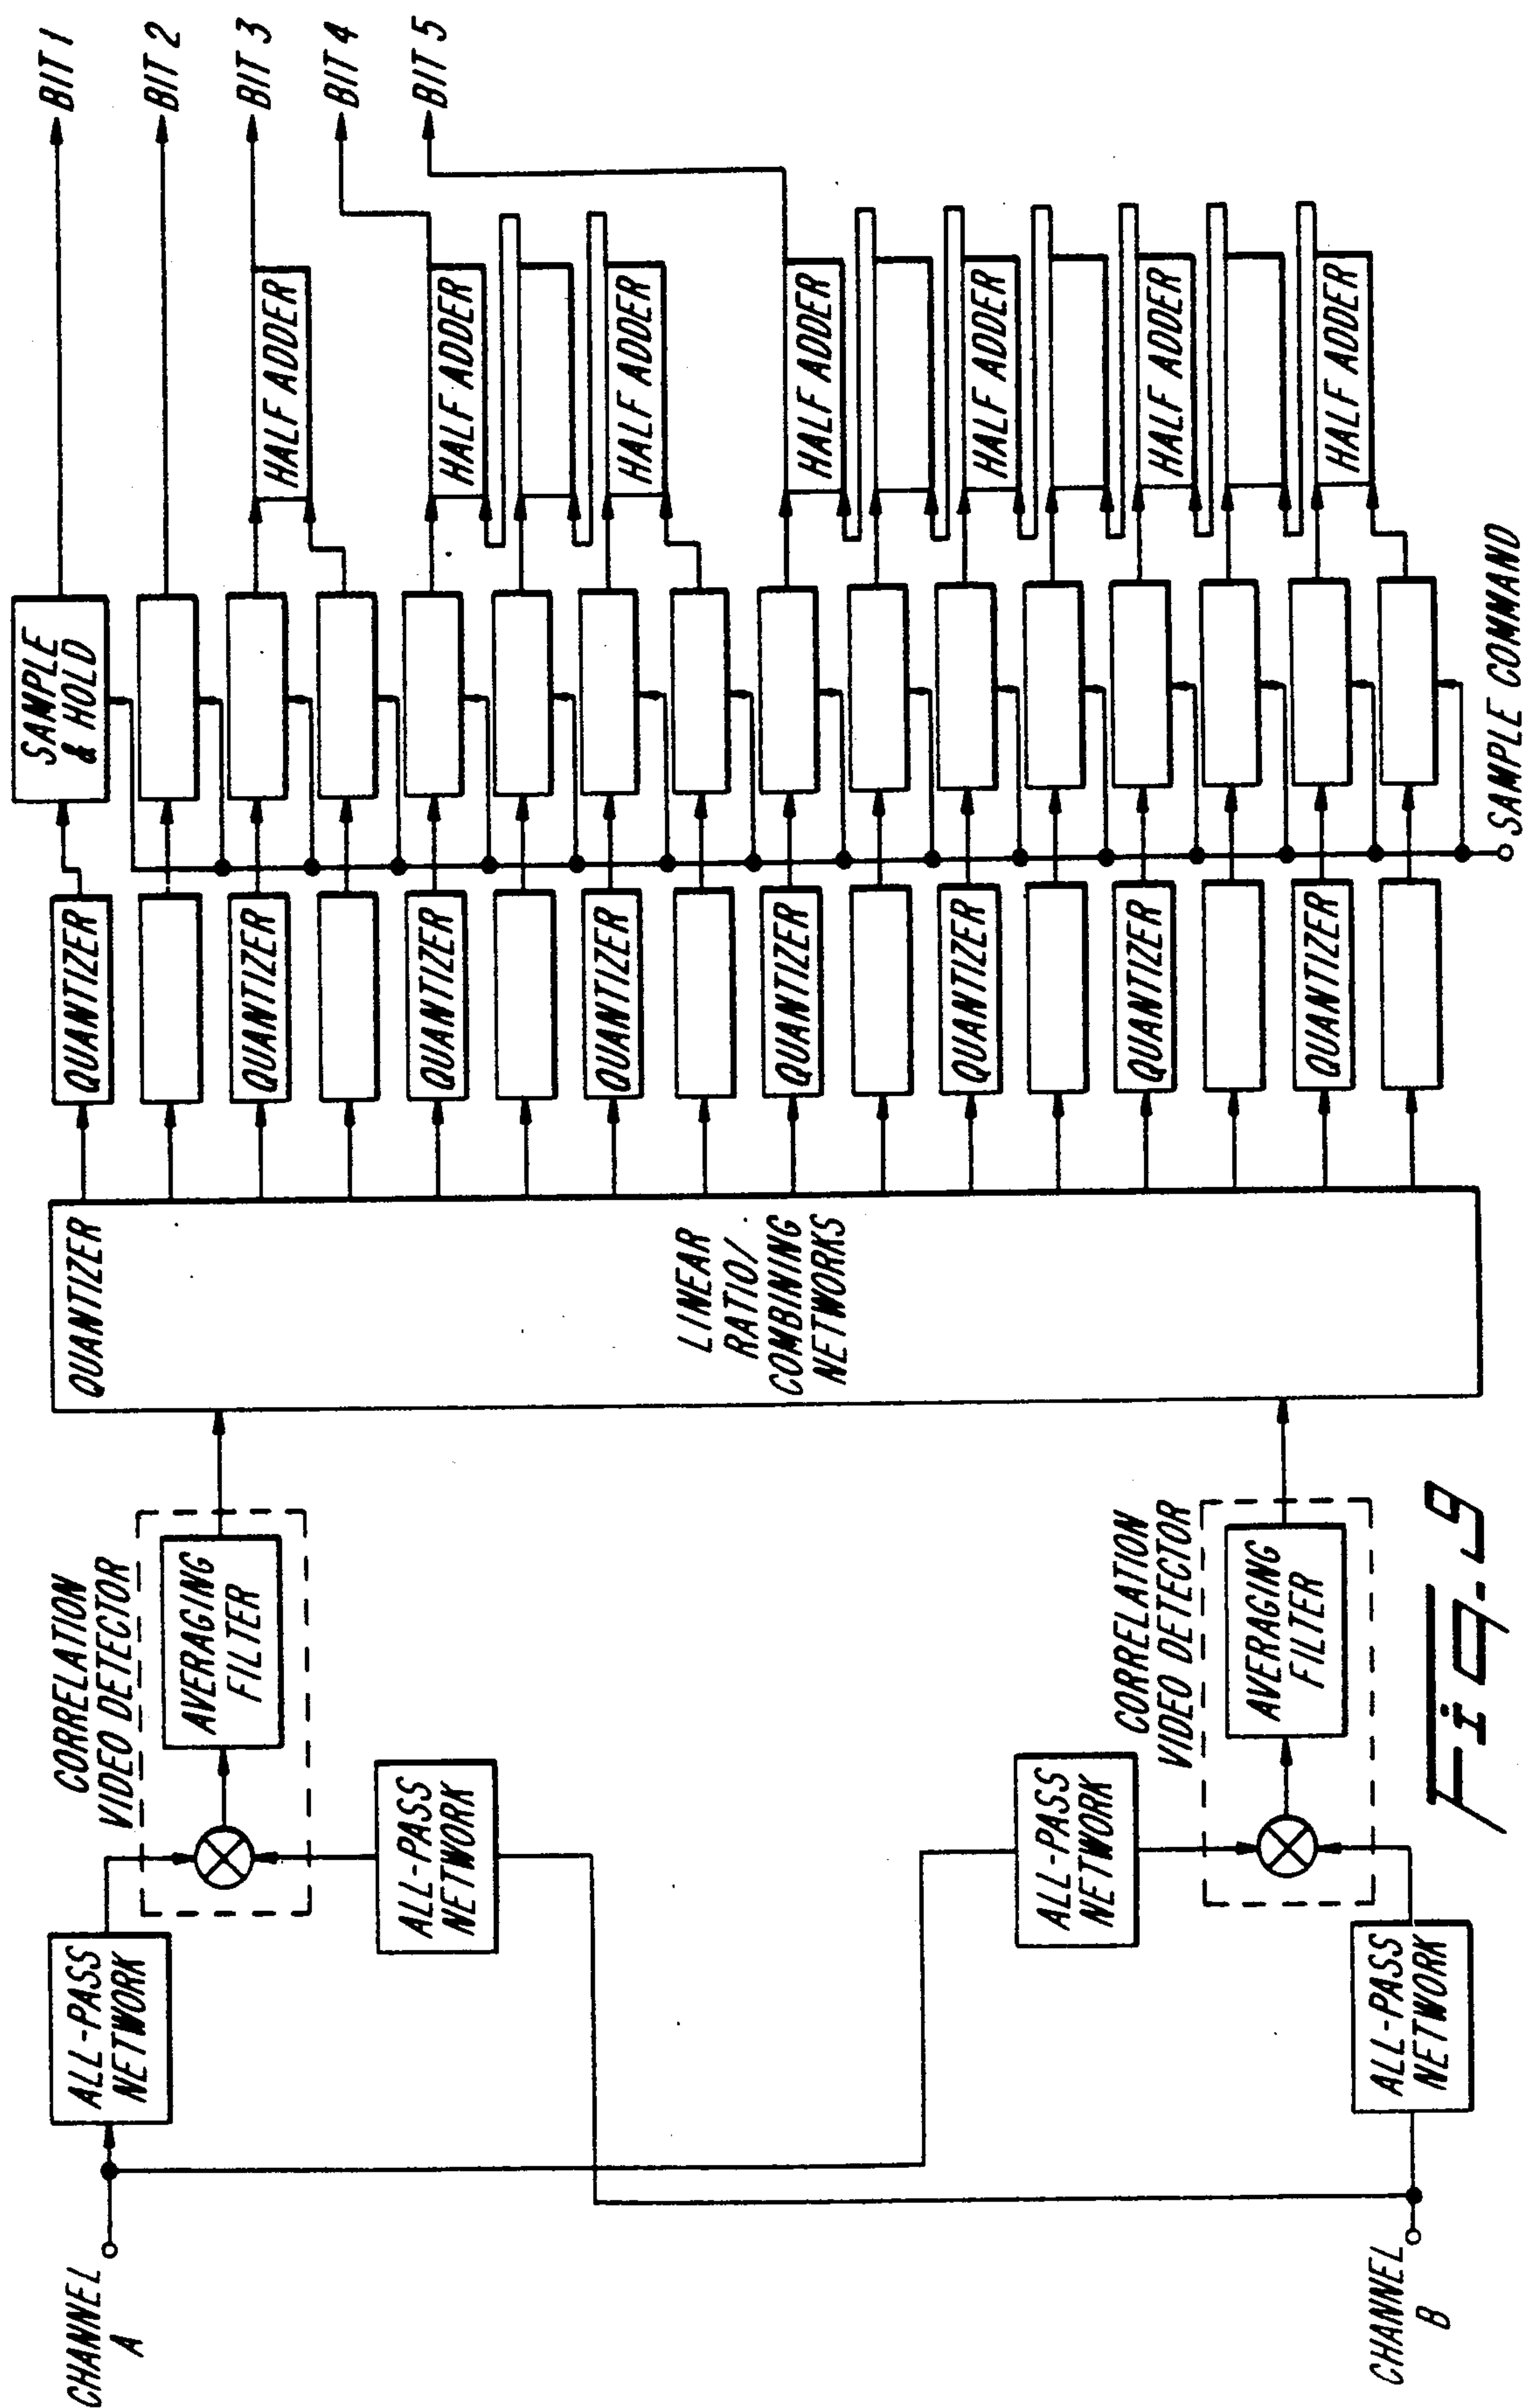 CHANNEL
A
ALL-PASS
NETWORK
CORRELATION
VIDEO DETECTOR
AVERAGING
FILTER
ALL-PASS
NETWORK
ALL-PASS
NETWORK
CORRELATION
VIDEO DETECTOR
AVERAGING
FILTER
CHANNEL
B
ALL-PASS
NETWORK
QUANTIZER
LINEAR
RATIO/
COMBINING
NETWORKS
QUANTIZER
QUANTIZER
QUANTIZER
QUANTIZER
QUANTIZER
QUANTIZER
QUANTIZER
QUANTIZER
SAMPLE
& HOLD
SAMPLE COMMAND
HALF ADDER
HALF ADDER
HALF ADDER
HALF ADDER
HALF ADDER
HALF ADDER
HALF ADDER
BIT 1
BIT 2
BIT 3
BIT 4
BIT 5
Fig. 9